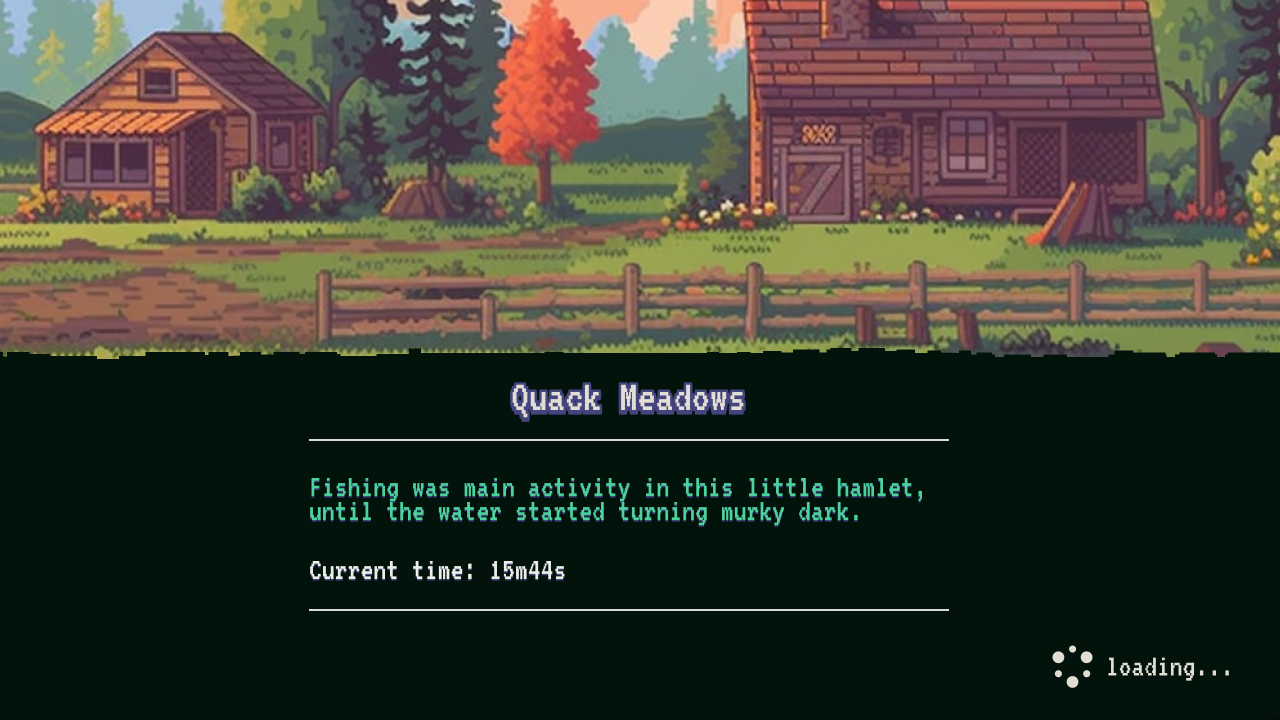 Quack Meadows
Fishing was main activity in this little hamlet,
until the water started turning murky dark.
Current time: 15m44s
loading...